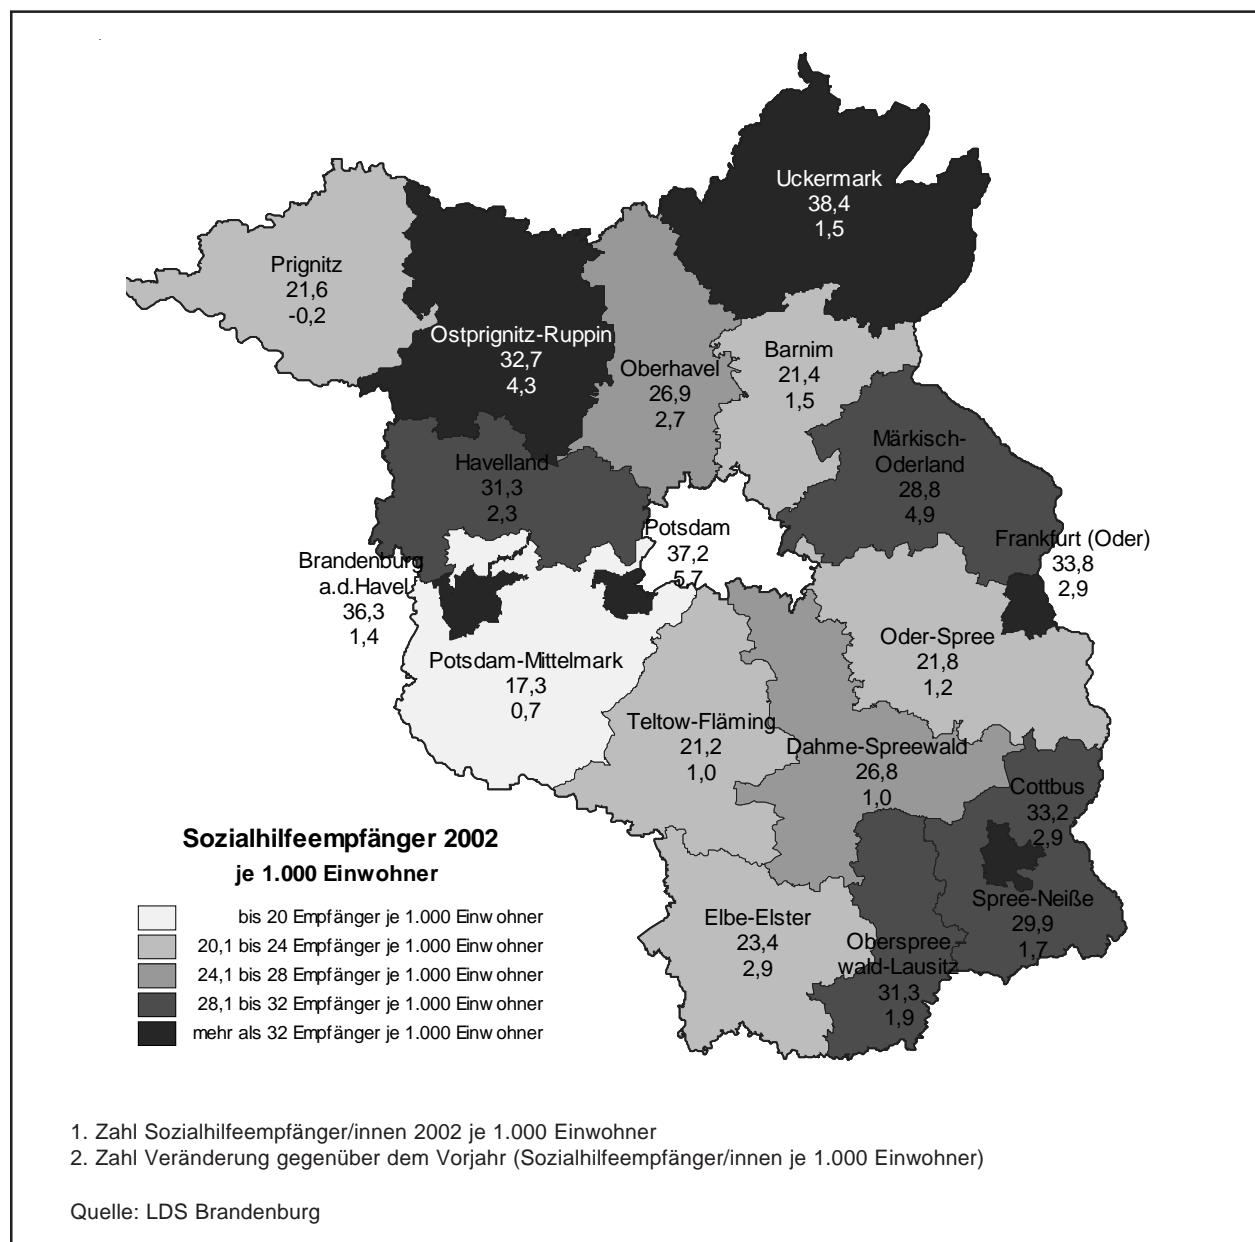 Uckermark
38,4
1,5
Prignitz
21,6
-0,2
Ostprignitz-Ruppin
32,7
4,3
Oberhavel
26,9
2,7
Barnim
21,4
1,5
Märkisch-
Oderland
28,8
4,9
Havelland
31,3
2,3
Potsdam
37,2
5,7
Frankfurt (Oder)
33,8
2,9
Brandenburg
a.d.Havel
36,3
1,4
Oder-Spree
21,8
1,2
Potsdam-Mittelmark
17,3
0,7
Teltow-Fläming
21,2
1,0
Dahme-Spreewald
26,8
1,0
Cottbus
33,2
2,9
Spree-Neiße
29,9
1,7
Elbe-Elster
23,4
2,9
Oberspree
wald-Lausitz
31,3
1,9
Sozialhilfeempfänger 2002
je 1.000 Einwohner
bis 20 Empfänger je 1.000 Einwohner
20,1 bis 24 Empfänger je 1.000 Einwohner
24,1 bis 28 Empfänger je 1.000 Einwohner
28,1 bis 32 Empfänger je 1.000 Einwohner
mehr als 32 Empfänger je 1.000 Einwohner
1. Zahl Sozialhilfeempfänger/innen 2002 je 1.000 Einwohner
2. Zahl Veränderung gegenüber dem Vorjahr (Sozialhilfeempfänger/innen je 1.000 Einwohner)
Quelle: LDS Brandenburg